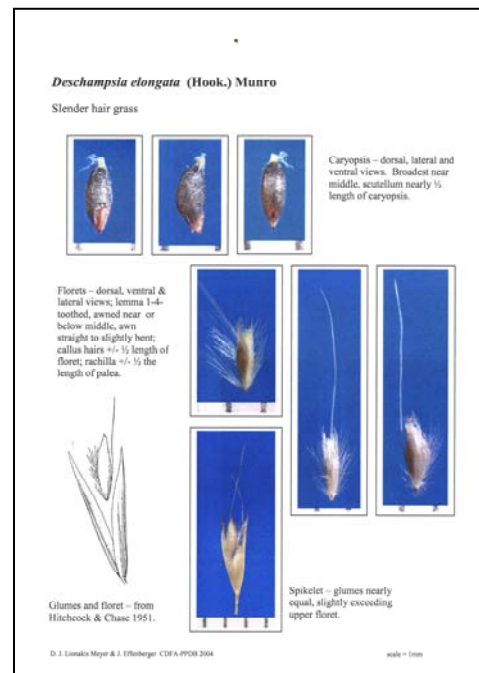 Deschampsia elongata (Hook.) Munro
Slender hair grass
Caryopsis – dorsal, lateral and
ventral views. Broadest near
middle, scutellum nearly ⅓
length of caryopsis.
Florets – dorsal, ventral &
lateral views; lemma 1-4-
toothed, awned near or
below middle, awn
straight to slightly bent;
callus hairs +/- ½ length of
floret; rachilla +/- ½ the
length of palea.
Glumes and floret – from
Hitchcock & Chase 1951.
Spikelet – glumes nearly
equal, slightly exceeding
upper floret.
D. J. Lionakis Meyer & J. Effenberger CDFA-PPDB 2004
scale = 1mm